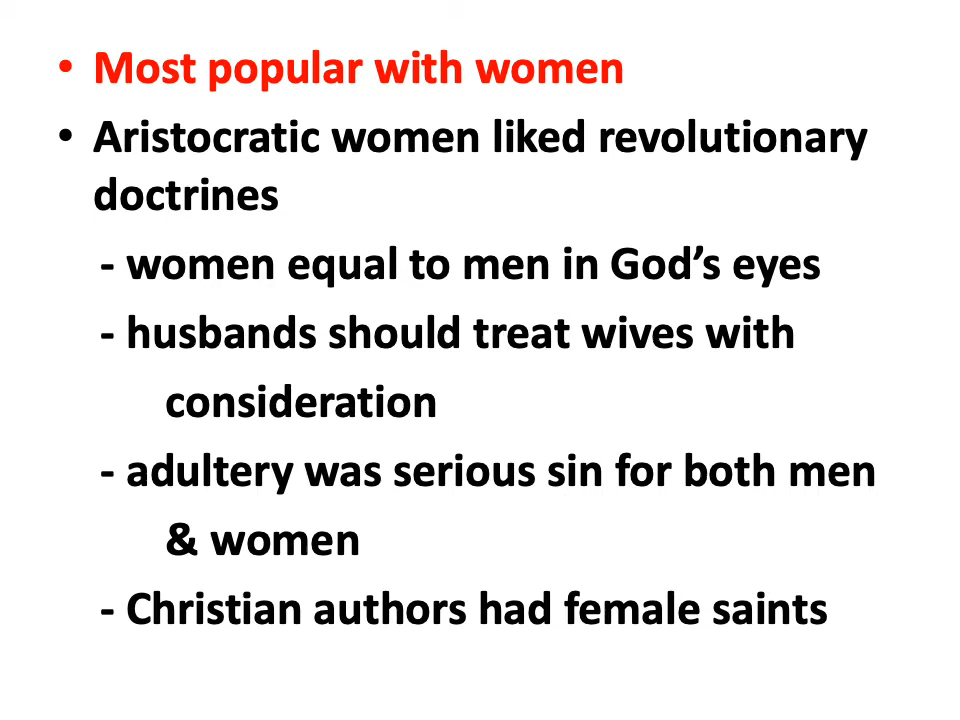 • Most popular with women
• Aristocratic women liked revolutionary
doctrines
- women equal to men in God’s eyes
- husbands should treat wives with
consideration
- adultery was serious sin for both men
& women
- Christian authors had female saints